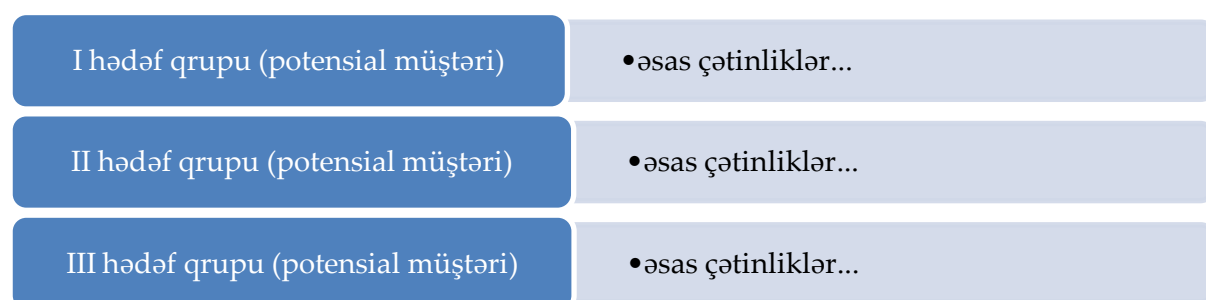 I hədəf qrupu (potensial müştəri)
•əsas çətinliklər...
II hədəf qrupu (potensial müştəri)
•əsas çətinliklər...
III hədəf qrupu (potensial müştəri)
•əsas çətinliklər...